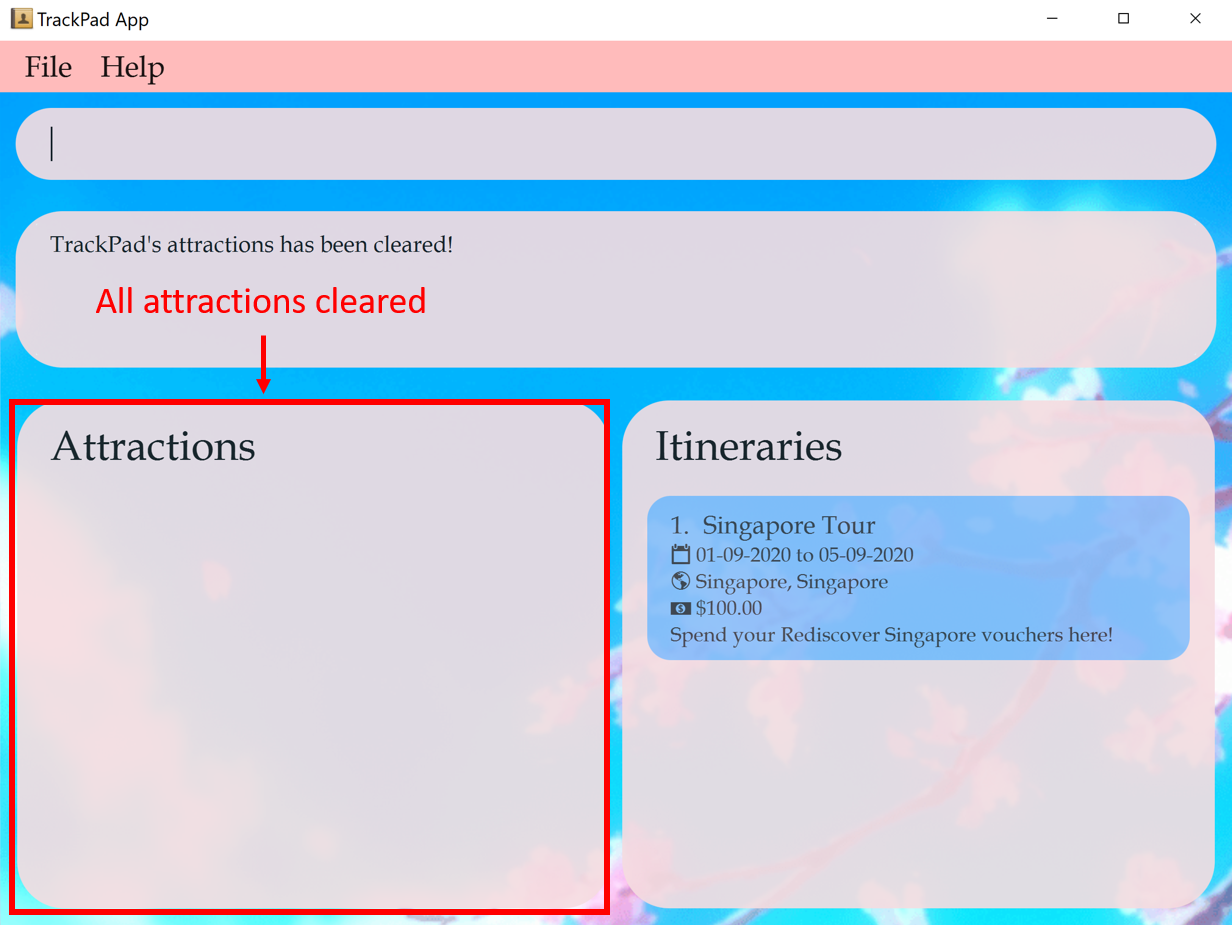 TrackPad App
File Help
TrackPad's attractions has been cleared!
All attractions cleared
Attractions
Itineraries
1. Singapore Tour
01-09-2020 to 05-09-2020
Singapore, Singapore
$100.00
Spend your Rediscover Singapore vouchers here!